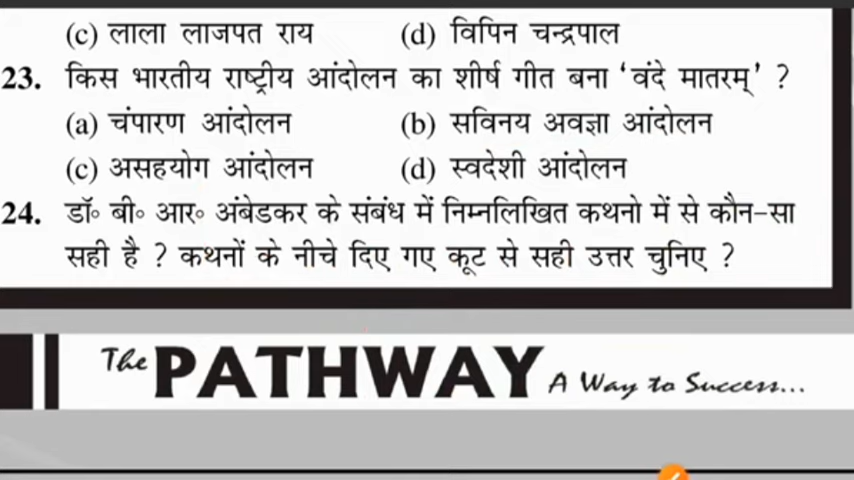 (c) लाला लाजपत राय (d) विपिन चन्द्रपाल
23. किस भारतीय राष्ट्रीय आंदोलन का शीर्ष गीत बना ‘वंदे मातरम्’ ?
(a) चंपारण आंदोलन (b) सविनय अवज्ञा आंदोलन
(c) असहयोग आंदोलन (d) स्वदेशी आंदोलन
24. डॉ॰ बी॰ आर॰ अंबेडकर के संबंध में निम्नलिखित कथनो में से कौन-सा
सही है ? कथनों के नीचे दिए गए कूट से सही उत्तर चुनिए ?
The PATHWAY A Way to Success...